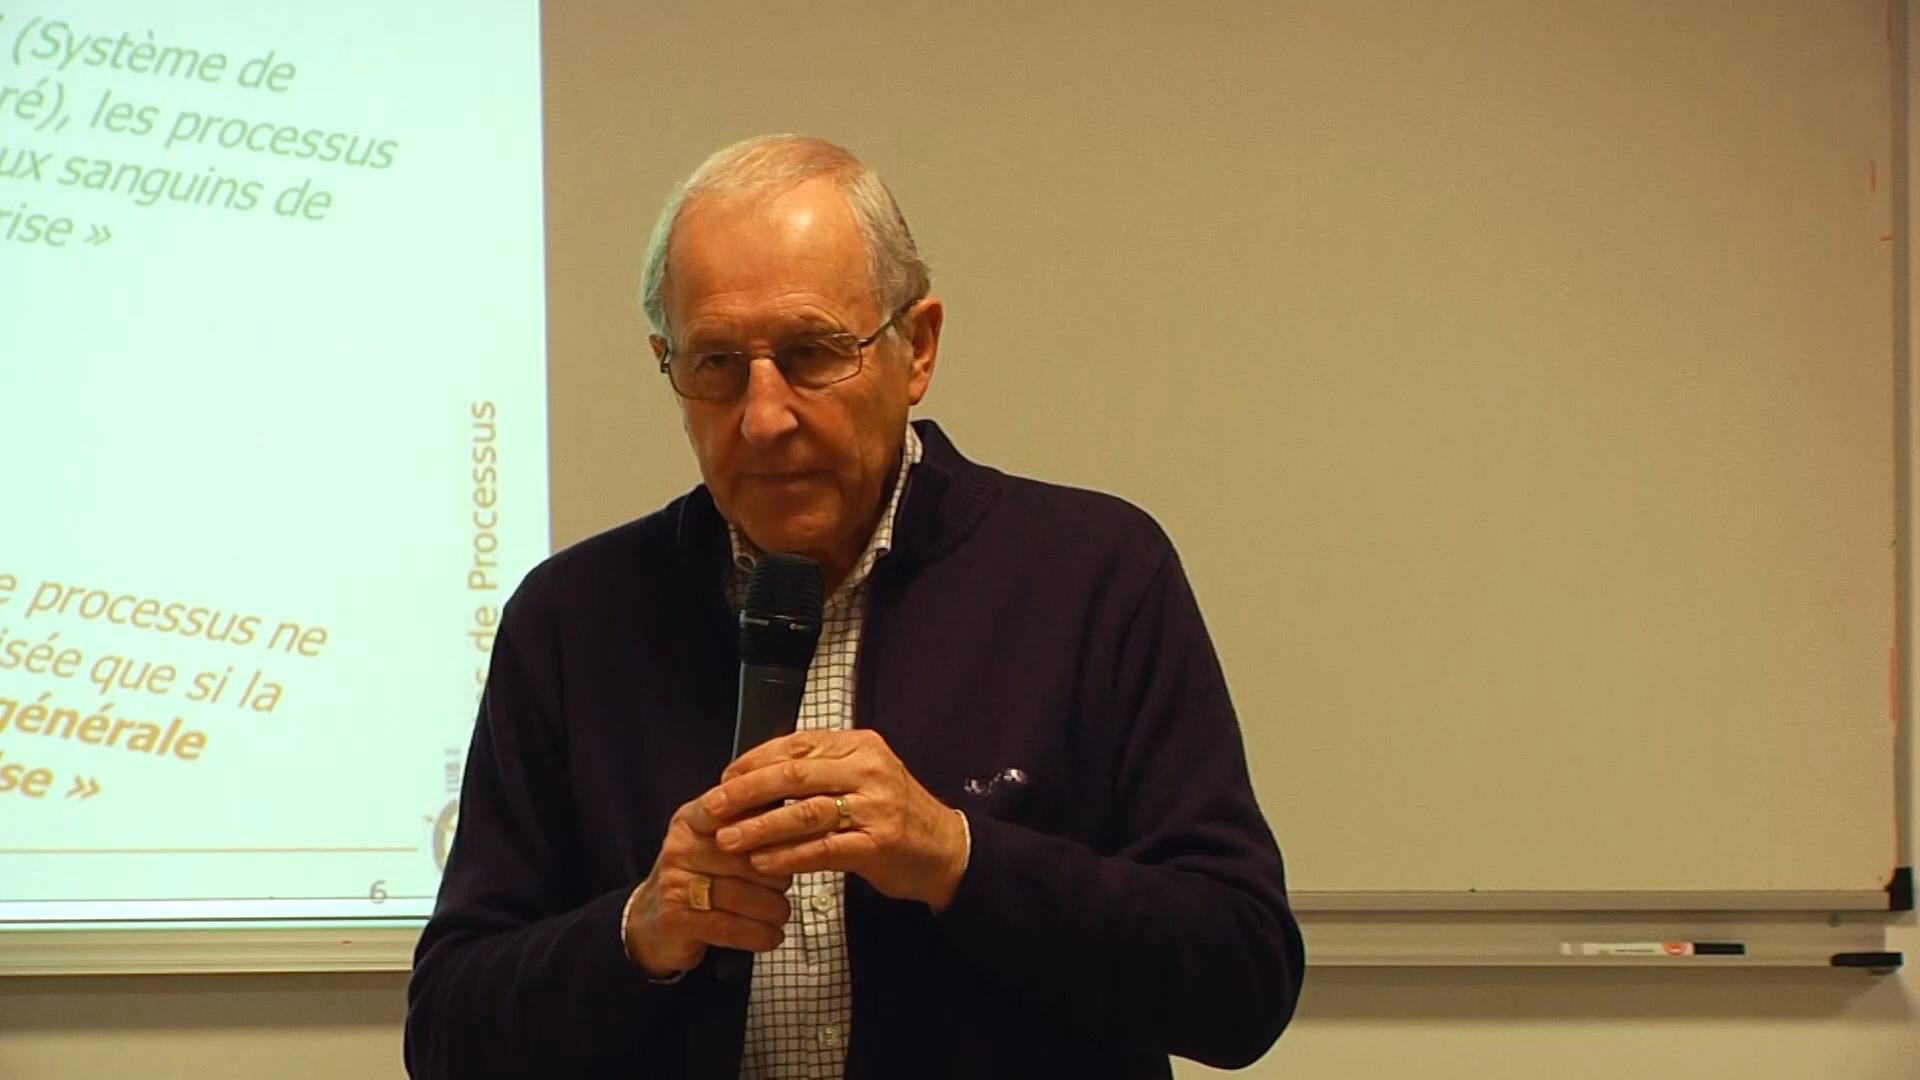 (Système de
ré), les processus
ux sanguins de
rise »
e processus ne
isée que si la
générale
ise »
de Processus
6